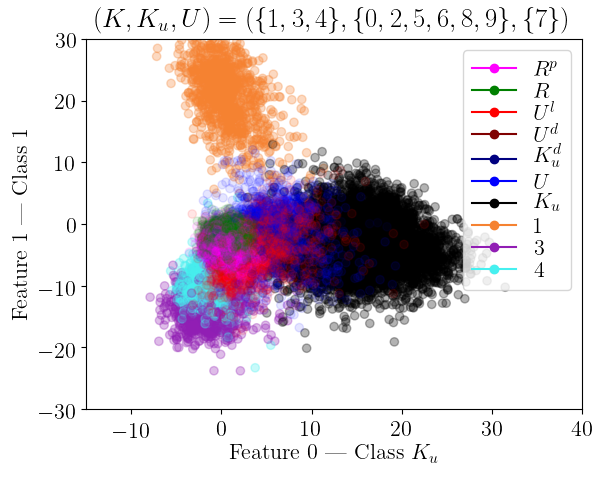 (K, K_u, U) = ({1, 3, 4}, {0, 2, 5, 6, 8, 9}, {7})
30
20
10
0
−10
−20
−30
Feature 1 — Class 1
R^p
R
U^l
U^d
K_u^d
U
K_u
1
3
4
−10
0
10
20
30
40
Feature 0 — Class K_u